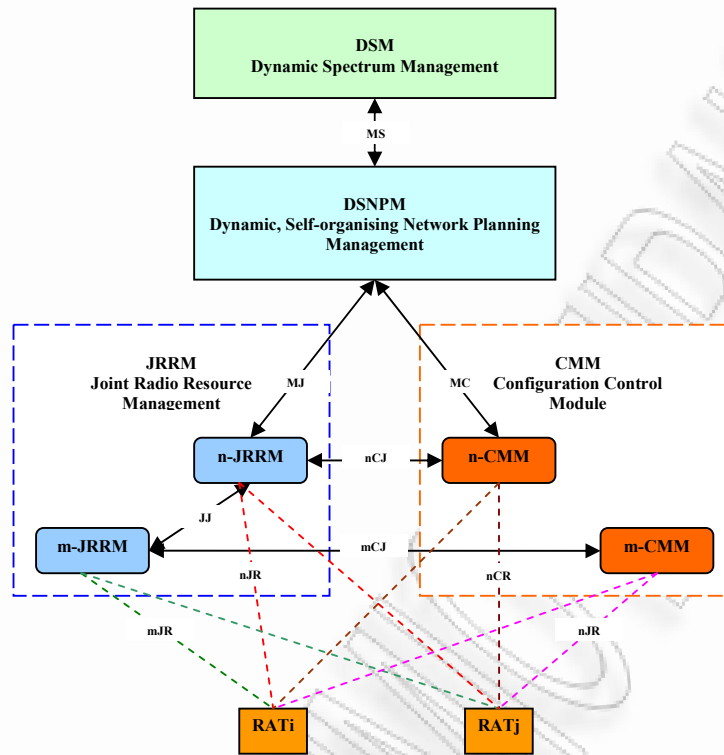 DSM
Dynamic Spectrum Management
MS
DSNPM
Dynamic, Self-organising Network Planning
Management
JRRM
Joint Radio Resource
Management
MJ
MC
CMM
Configuration Control
Module
n-JRRM
nCJ
n-CMM
JJ
m-JRRM
mCJ
m-CMM
nJR
nCR
mJR
nJR
RATi
RATj